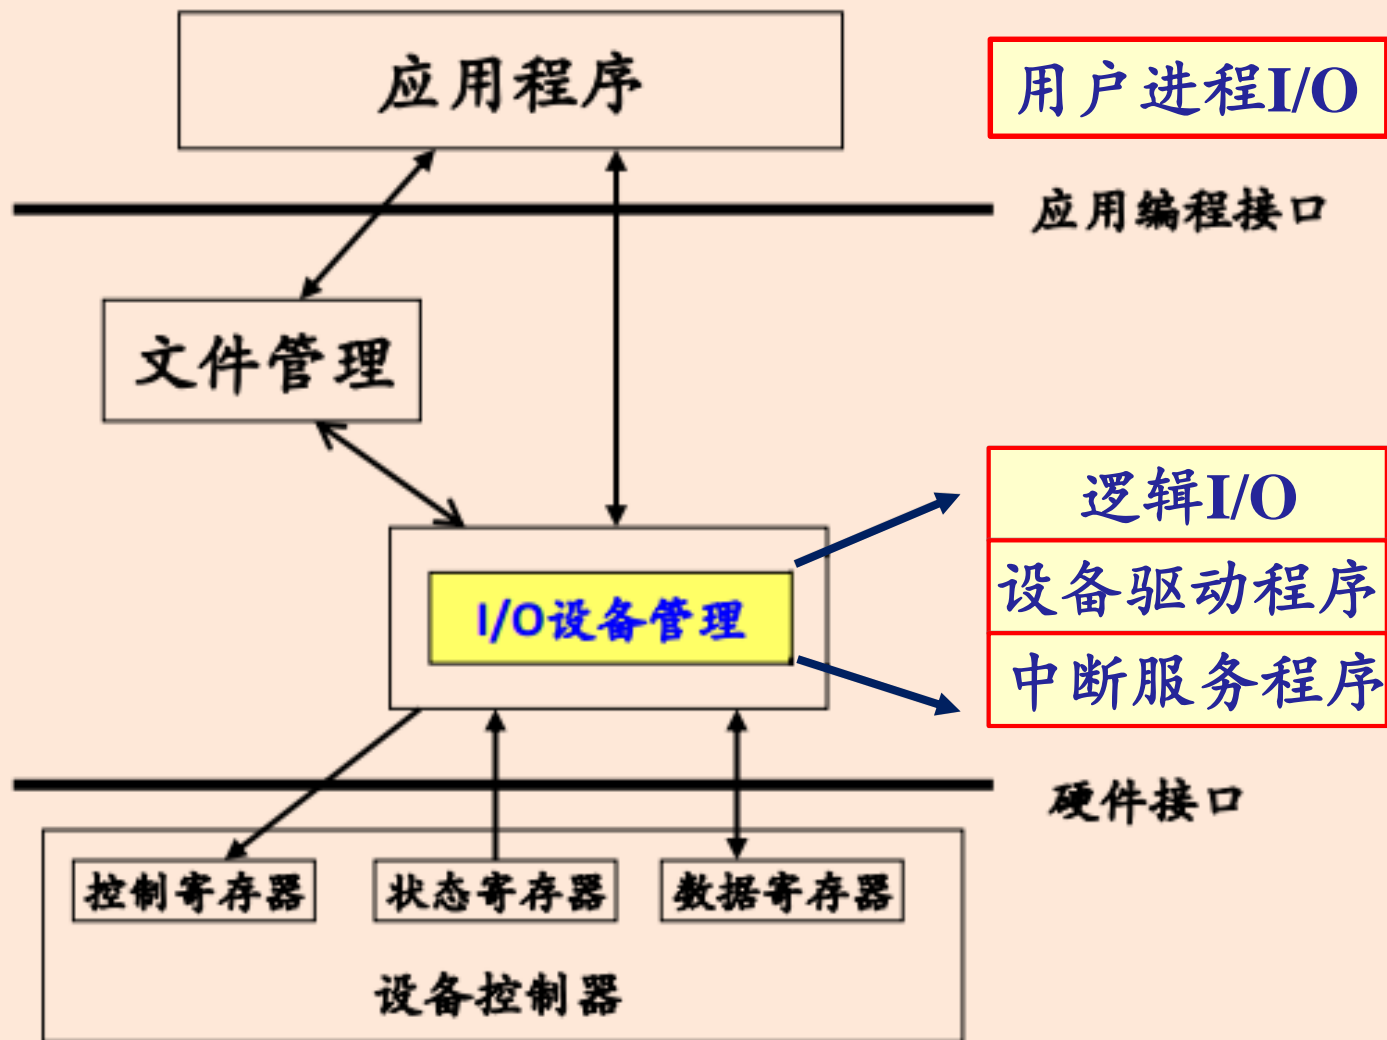 应用程序
用户进程I/O
应用编程接口
文件管理
逻辑I/O
设备驱动程序
I/O设备管理
中断服务程序
硬件接口
控制寄存器
状态寄存器
数据寄存器
设备控制器